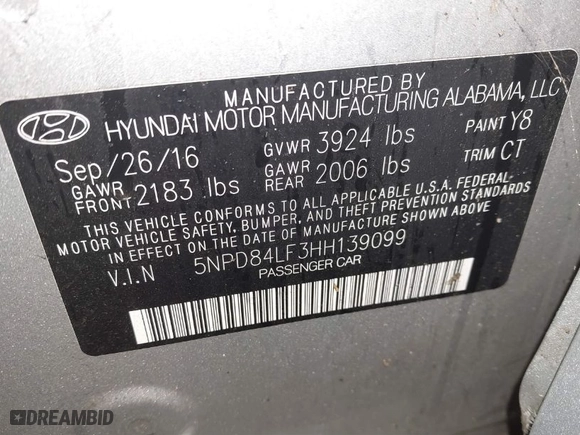 MANUFACTURED BY
HYUNDAI MOTOR MANUFACTURING ALABAMA, LLC
Sep/26/16 GVWR 3924 lbs PAINT Y8
GAWR FRONT 2183 lbs GAWR REAR 2006 lbs TRIM CT
THIS VEHICLE CONFORMS TO ALL APPLICABLE U.S.A. FEDERAL-
MOTOR VEHICLE SAFETY, BUMPER, AND THEFT PREVENTION STANDARDS
IN EFFECT ON THE DATE OF MANUFACTURE SHOWN ABOVE
V.I.N 5NPD84LF3HH139099
PASSENGER CAR
DREAMBID